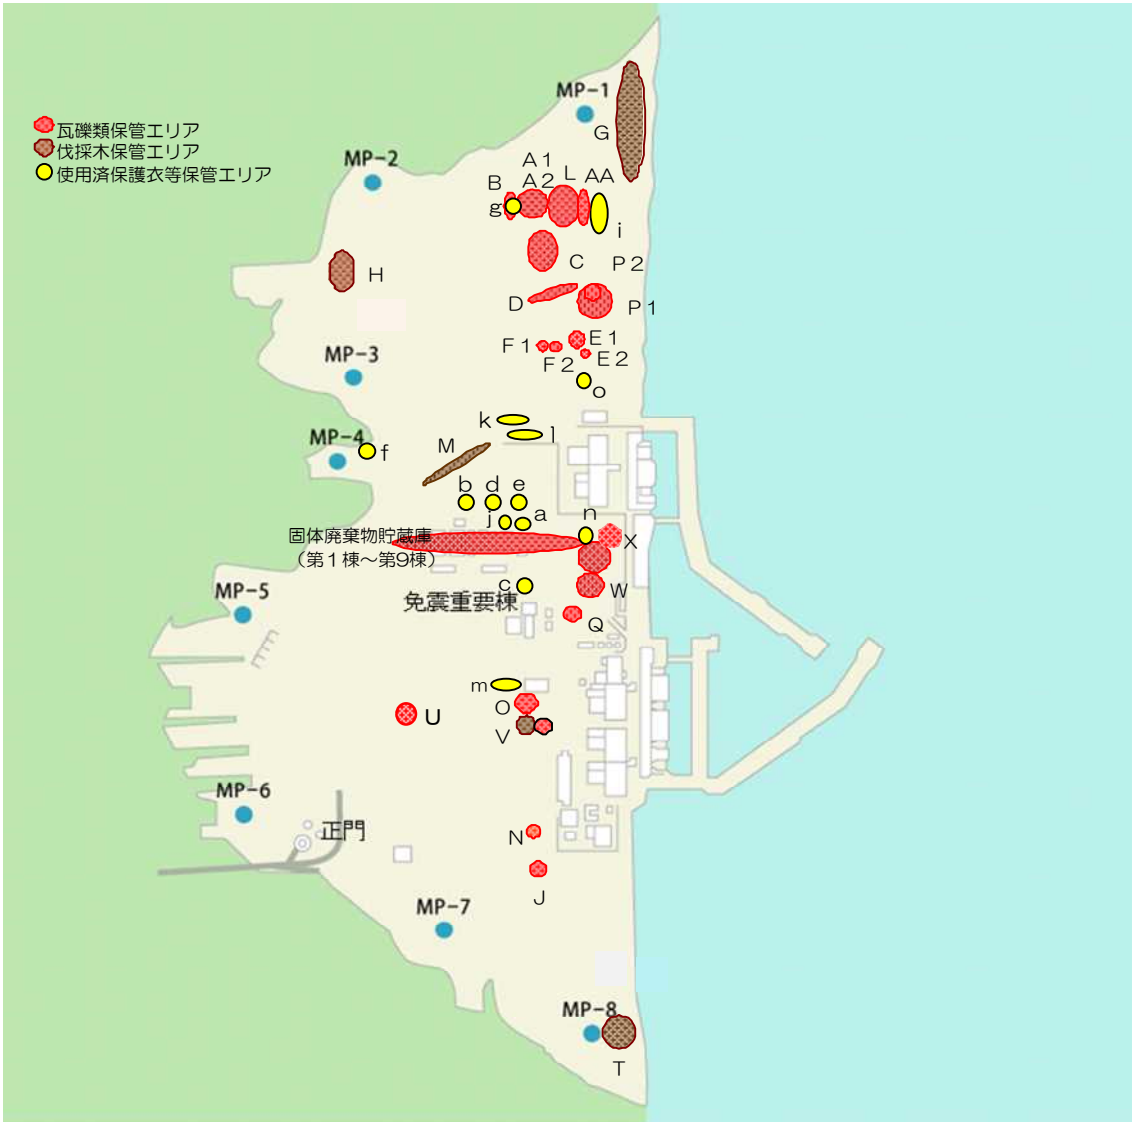 MP-1
G
瓦礫類保管エリア
伐採木保管エリア
使用済保護衣等保管エリア
MP-2
A1
A2
L
AA
B
g
i
H
C
P2
D
P1
E1
F1
F2
E2
MP-3
o
k
l
MP-4
f
M
b
d
e
j
a
n
X
固体廃棄物貯蔵庫
(第1棟~第9棟)
c
W
MP-5
免震重要棟
Q
m
O
U
V
MP-6
正門
N
J
MP-7
MP-8
T